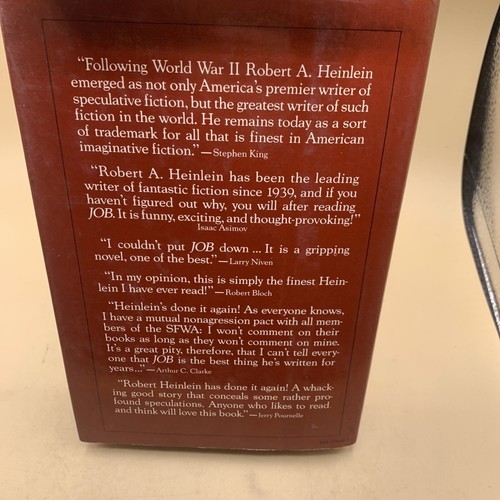 “Following World War II Robert A. Heinlein
emerged as not only America's premier writer of
speculative fiction, but the greatest writer of such
fiction in the world. He remains today as a sort
of trademark for all that is finest in American
imaginative fiction.”—Stephen King
“Robert A. Heinlein has been the leading
writer of fantastic fiction since 1939, and if you
haven't figured out why, you will after reading
JOB. It is funny, exciting, and thought-provoking!”
Isaac Asimov
“I couldn't put JOB down ... It is a gripping
novel, one of the best.”—Larry Niven
“In my opinion, this is simply the finest Hein-
lein I have ever read!”—Robert Bloch
“Heinlein's done it again! As everyone knows,
I have a mutual nonagression pact with all mem-
bers of the SFWA: I won't comment on their
books as long as they won't comment on mine.
It's a great pity, therefore, that I can't tell every-
one that JOB is the best thing he's written for
years...”—Arthur C. Clarke
“Robert Heinlein has done it again! A whack-
ing good story that conceals some rather pro-
found speculations. Anyone who likes to read
and think will love this book.”—Jerry Pournelle